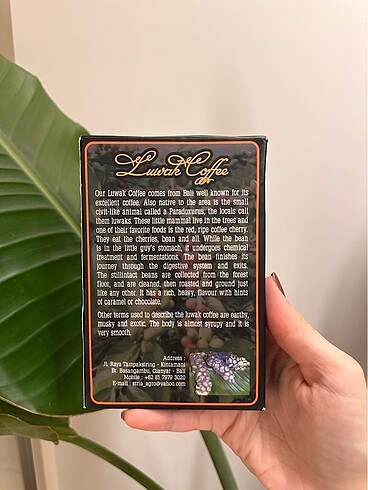 Luwak Coffee
Our Luwak Coffee comes from Bali well known for its
excellent coffee. Also native to the area is the small
civit-like animal called a Paradoxurus, the locals call
them luwaks. These little mammal live in the trees and
one of their favorite foods is the red, ripe coffee cherry.
They eat the cherries, bean and all. While the bean
is in the little guy's stomach, it undergoes chemical
treatment and fermentations. The bean finishes its
journey through the digestive system and exits.
The stillintact beans are collected from the forest
floor, and are cleaned, then roasted and ground just
like any other. It has a rich, heavy, flavour with hints
of caramel or chocolate.
Other terms used to describe the luwak coffee are earthy,
musky and exotic. The body is almost syrupy and it is
very smooth.
Address :
Jl. Raya Tampaksiring - Kintamani
Br. Basangambu, Gianyar - Bali
Mobile : +62 81 7979 3020
E-mail : satria_agro@yahoo.com